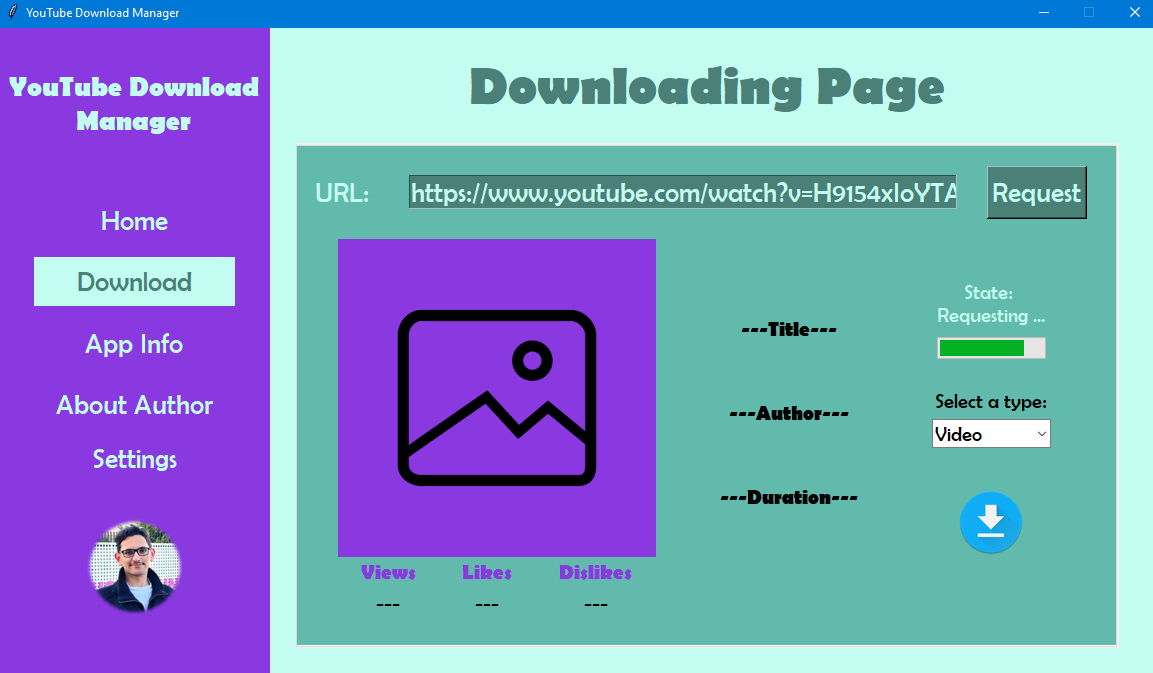 YouTube Download Manager
YouTube Download
Manager
Home
Download
App Info
About Author
Settings
Downloading Page
URL:
https://www.youtube.com/watch?v=H9154xIoYTA
Request
---Title---
---Author---
---Duration---
State:
Requesting ...
Select a type:
Video
Views Likes Dislikes
--- --- ---